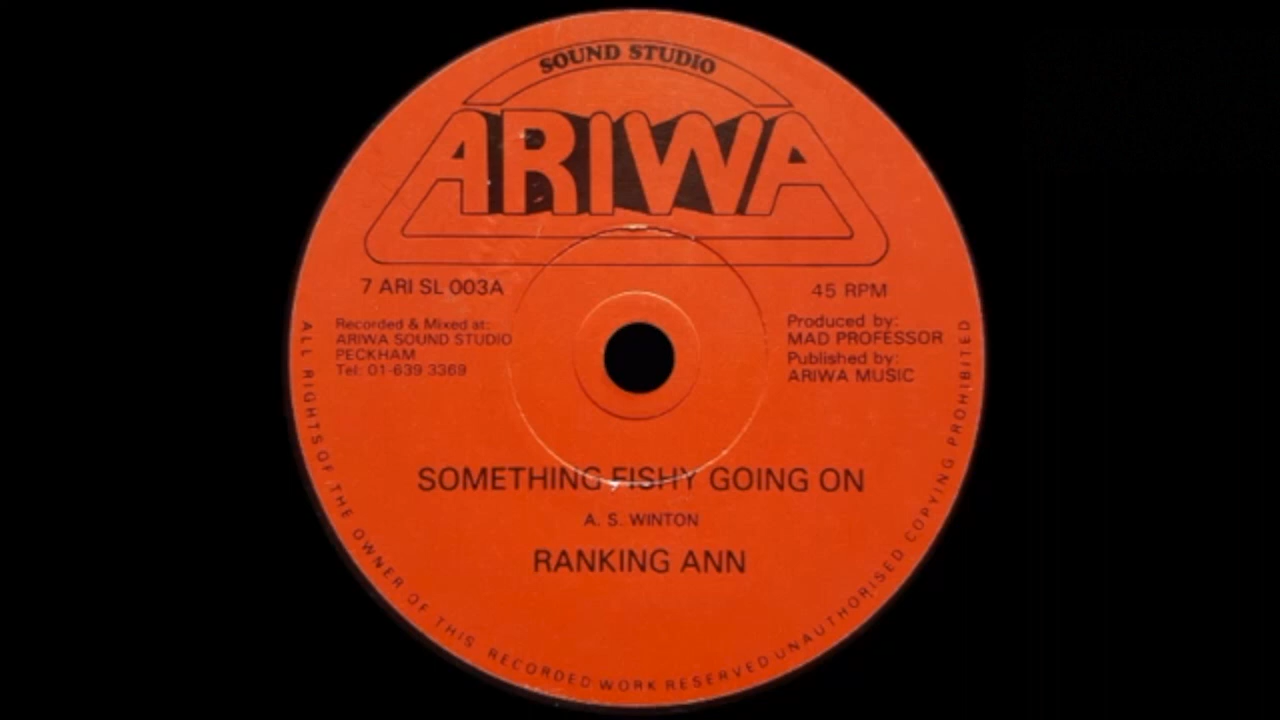 SOUND STUDIO
ARIWA
7 ARI SL 003A
45 RPM
Recorded & Mixed at:
ARIWA SOUND STUDIO
PECKHAM
Tel: 01-639 3369
Produced by:
MAD PROFESSOR
Published by:
ARIWA MUSIC
SOMETHING FISHY GOING ON
A. S. WINTON
RANKING ANN
ALL RIGHTS OF THE OWNER OF THIS RECORDED WORK RESERVED UNAUTHORISED COPYING PROHIBITED